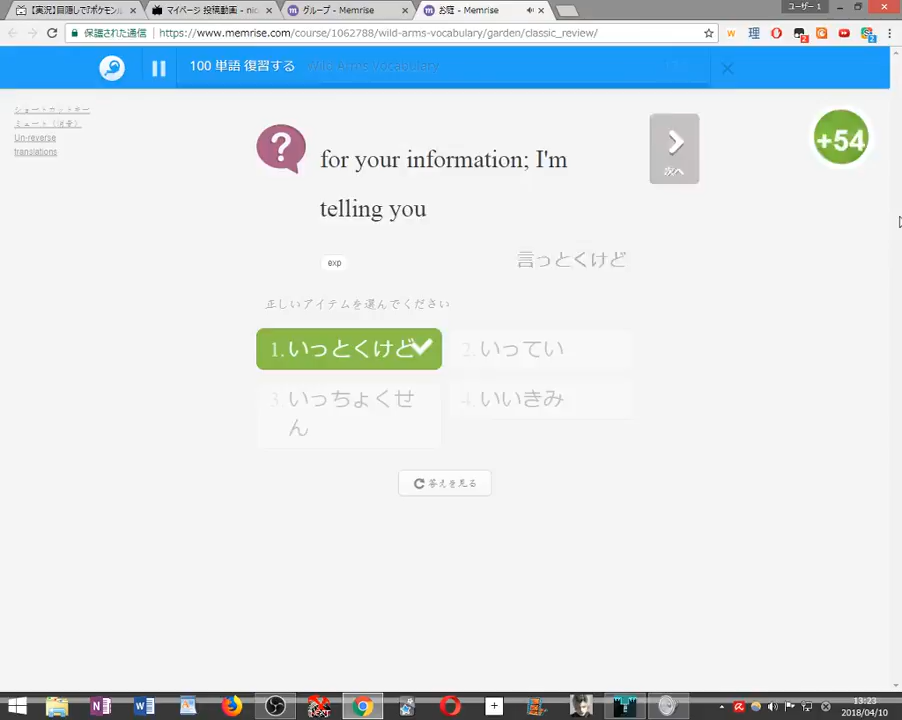 【実況】目隠しでポケモン
マイページ 投稿動画 - nic
グループ - Memrise
お庭 - Memrise
ユーザー 1
保護された通信
https://www.memrise.com/course/1062788/wild-arms-vocabulary/garden/classic_review/
100 単語 復習する
Wild Arms Vocabulary
ショートカットキー
ミュート（消音）
Un-reverse
translations
for your information; I'm
telling you
次へ
+54
exp
言っとくけど
正しいアイテムを選んでください
1. いっとくけど
2. いってい
3. いっちょくせ
ん
4. いいきみ
答えを見る
13:23
2018/04/10